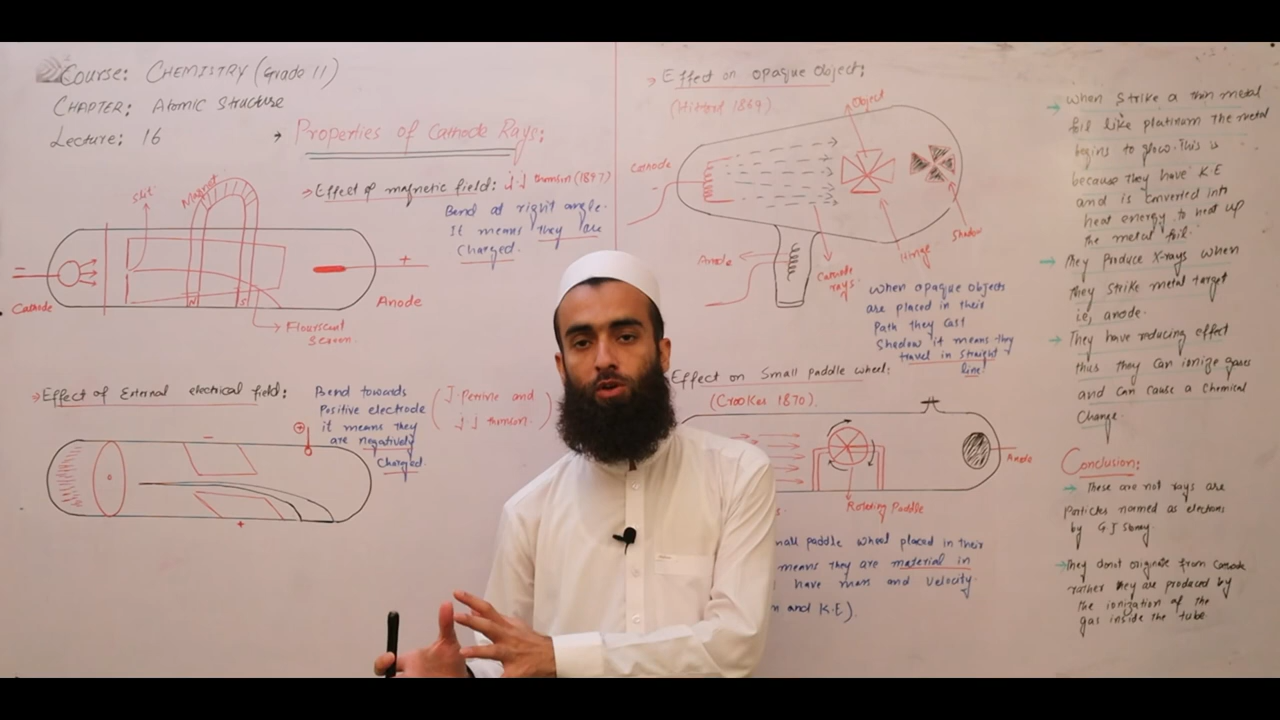 Course: CHEMISTRY (Grade 11)
CHAPTER: Atomic Structure
Lecture: 16
→ Properties of Cathode Rays:
→ Effect of magnetic field: J.J thomson (1897)
Bend at right angle.
It means they are
charged.
Slit
Magnet
Cathode
N S
+
Anode
Flourscent
Screen.
→ Effect of External electrical field:
Bend towards
Positive electrode
it means they
are negatively
Charged.
(J. Perrine and
J.J thomson.)
+
-
+
→ Effect on opaque object:
(Hittorf 1869)
Object
Cathode
-
Anode
Cathode
rays.
Hinge
Shadow
when opaque objects
are placed in their
Path they cast
Shadow it means they
travel in straight
line.
Effect on Small paddle wheel:
(Crookes 1870).
Anode
Rotating Paddle
mall paddle wheel placed in their
means they are material in
have mass and velocity.
and K.E).
→ when strike a thin metal
foil like platinum the metal
begins to glow. This is
because they have K.E
and is converted into
heat energy to heat up
the metal foil.
→ They Produce X-rays when
they strike metal target
ie, anode.
→ They have reducing effect
thus they can ionize gases
and can cause a chemical
change.
Conclusion:
→ These are not rays are
Particles named as electrons
by G J Stoney.
→ They donot originate from Cathode
rather they are produced by
the ionization of the
gas inside the tube